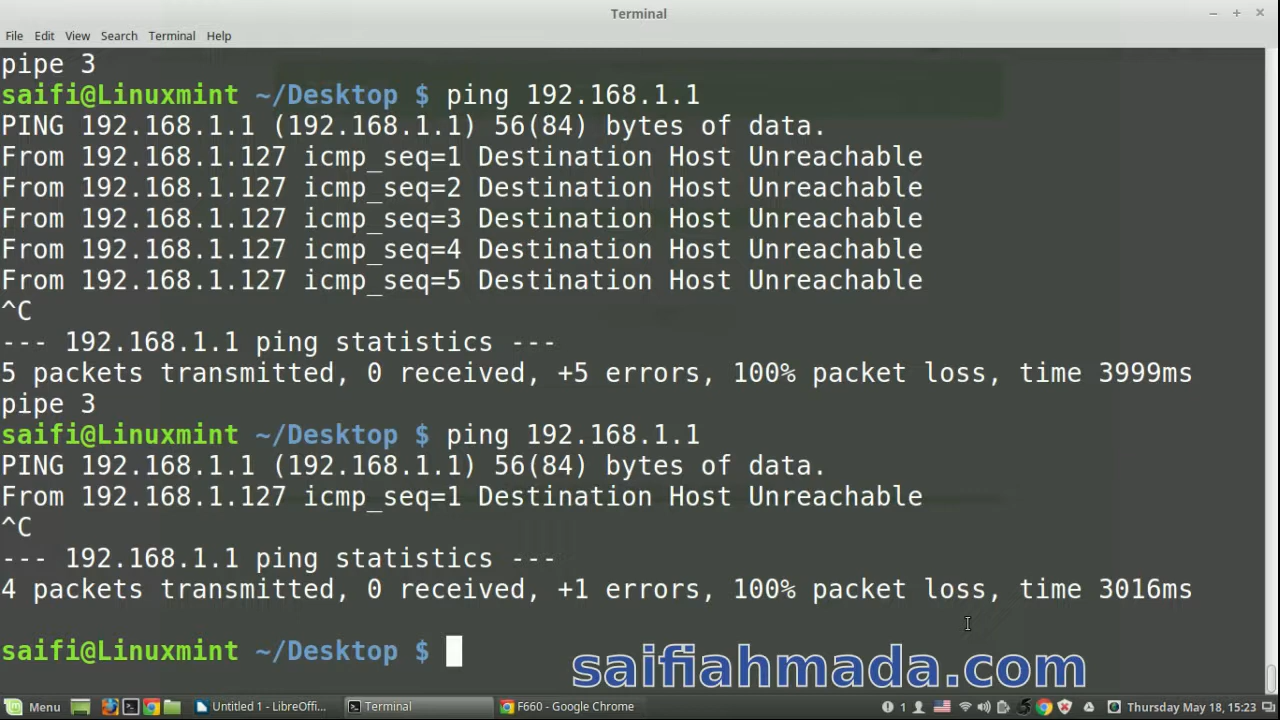 Terminal
File Edit View Search Terminal Help
pipe 3
saifi@Linuxmint ~/Desktop $ ping 192.168.1.1
PING 192.168.1.1 (192.168.1.1) 56(84) bytes of data.
From 192.168.1.127 icmp_seq=1 Destination Host Unreachable
From 192.168.1.127 icmp_seq=2 Destination Host Unreachable
From 192.168.1.127 icmp_seq=3 Destination Host Unreachable
From 192.168.1.127 icmp_seq=4 Destination Host Unreachable
From 192.168.1.127 icmp_seq=5 Destination Host Unreachable
^C
--- 192.168.1.1 ping statistics ---
5 packets transmitted, 0 received, +5 errors, 100% packet loss, time 3999ms
pipe 3
saifi@Linuxmint ~/Desktop $ ping 192.168.1.1
PING 192.168.1.1 (192.168.1.1) 56(84) bytes of data.
From 192.168.1.127 icmp_seq=1 Destination Host Unreachable
^C
--- 192.168.1.1 ping statistics ---
4 packets transmitted, 0 received, +1 errors, 100% packet loss, time 3016ms
saifi@Linuxmint ~/Desktop $
saifiahmada.com
Menu Untitled 1 - LibreOffi... Terminal F660 - Google Chrome 1 Thursday May 18, 15:23